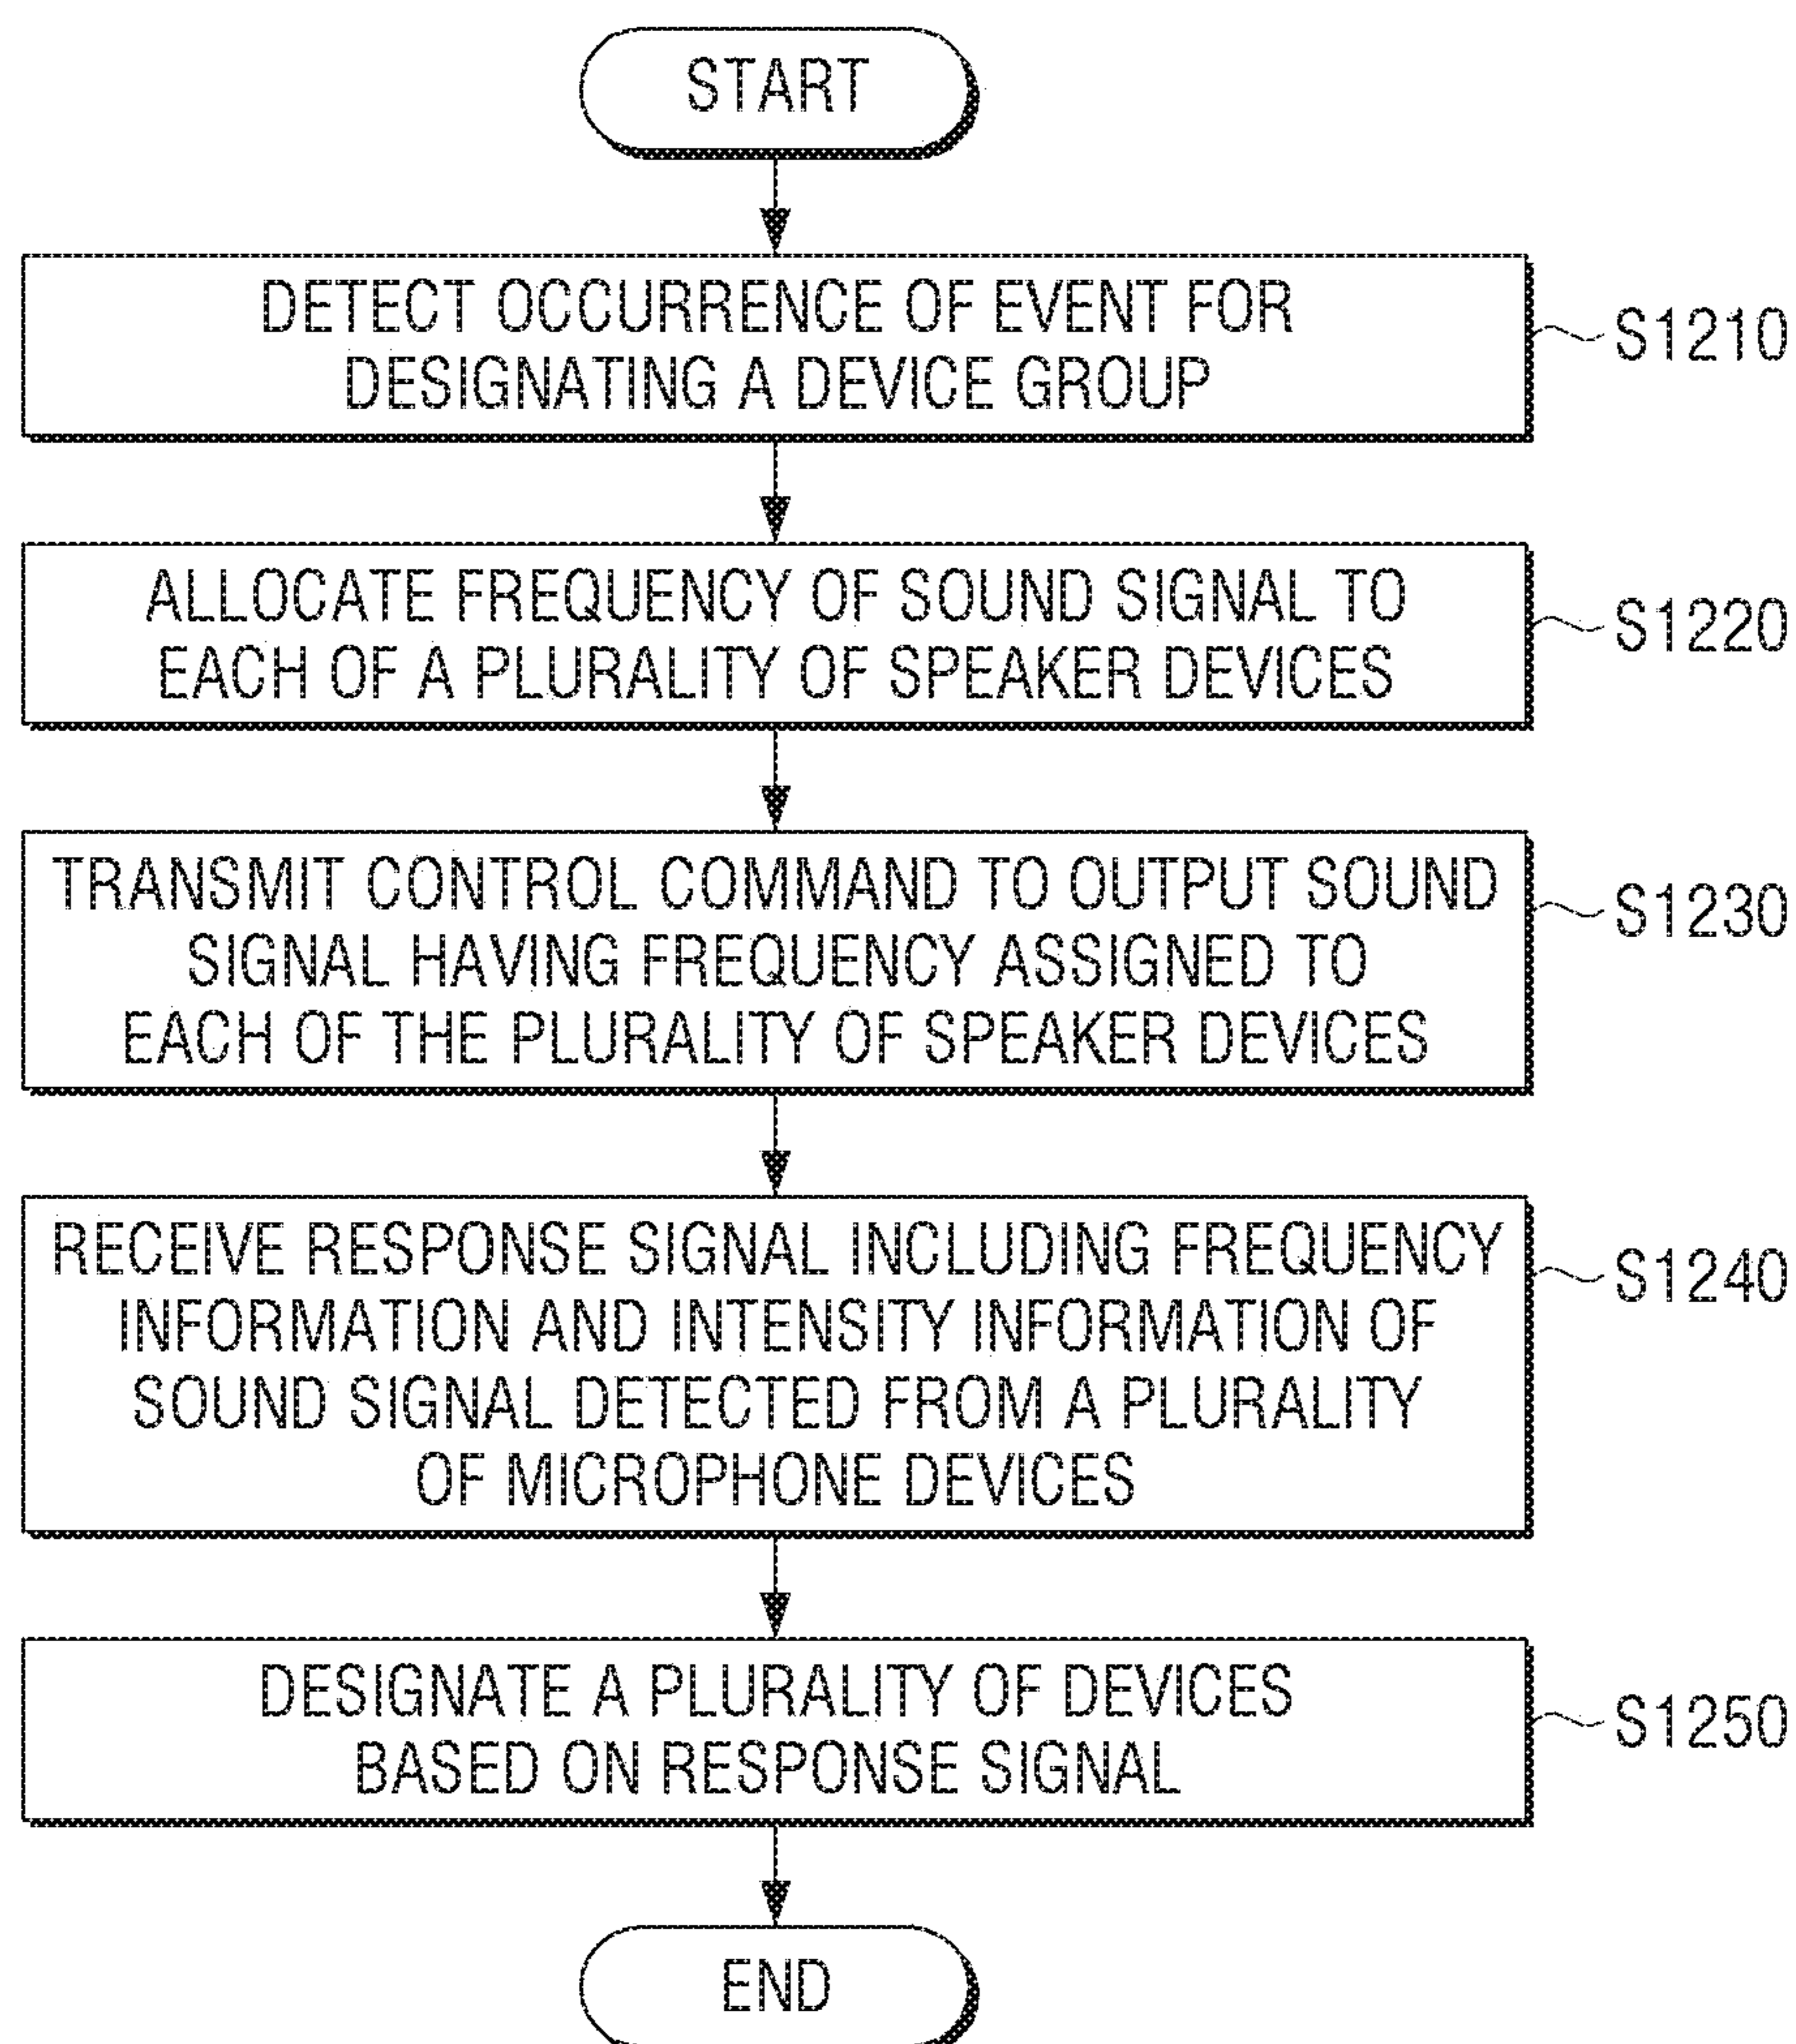 START
DETECT OCCURRENCE OF EVENT FOR
DESIGNATING A DEVICE GROUP
S1210
ALLOCATE FREQUENCY OF SOUND SIGNAL TO
EACH OF A PLURALITY OF SPEAKER DEVICES
S1220
TRANSMIT CONTROL COMMAND TO OUTPUT SOUND
SIGNAL HAVING FREQUENCY ASSIGNED TO
EACH OF THE PLURALITY OF SPEAKER DEVICES
S1230
RECEIVE RESPONSE SIGNAL INCLUDING FREQUENCY
INFORMATION AND INTENSITY INFORMATION OF
SOUND SIGNAL DETECTED FROM A PLURALITY
OF MICROPHONE DEVICES
S1240
DESIGNATE A PLURALITY OF DEVICES
BASED ON RESPONSE SIGNAL
S1250
END